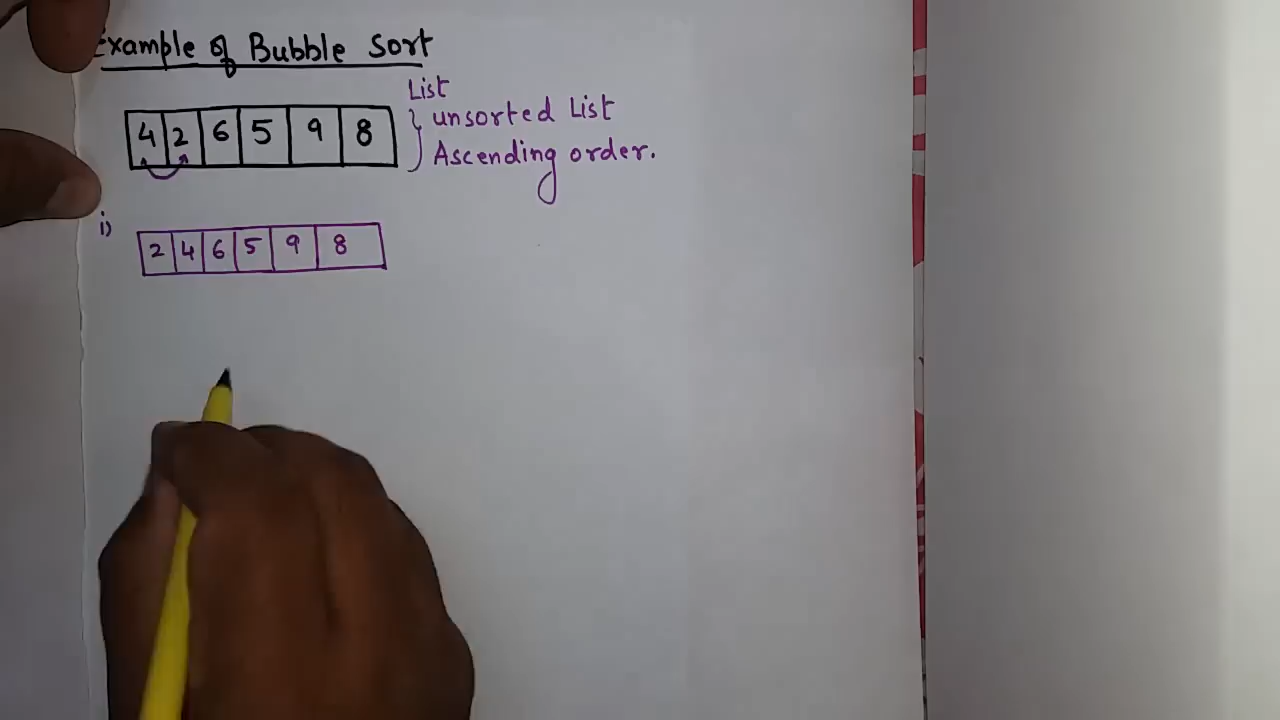 Example of Bubble Sort
List
4 2 6 5 9 8
unsorted List
Ascending order.
i)
2 4 6 5 9 8